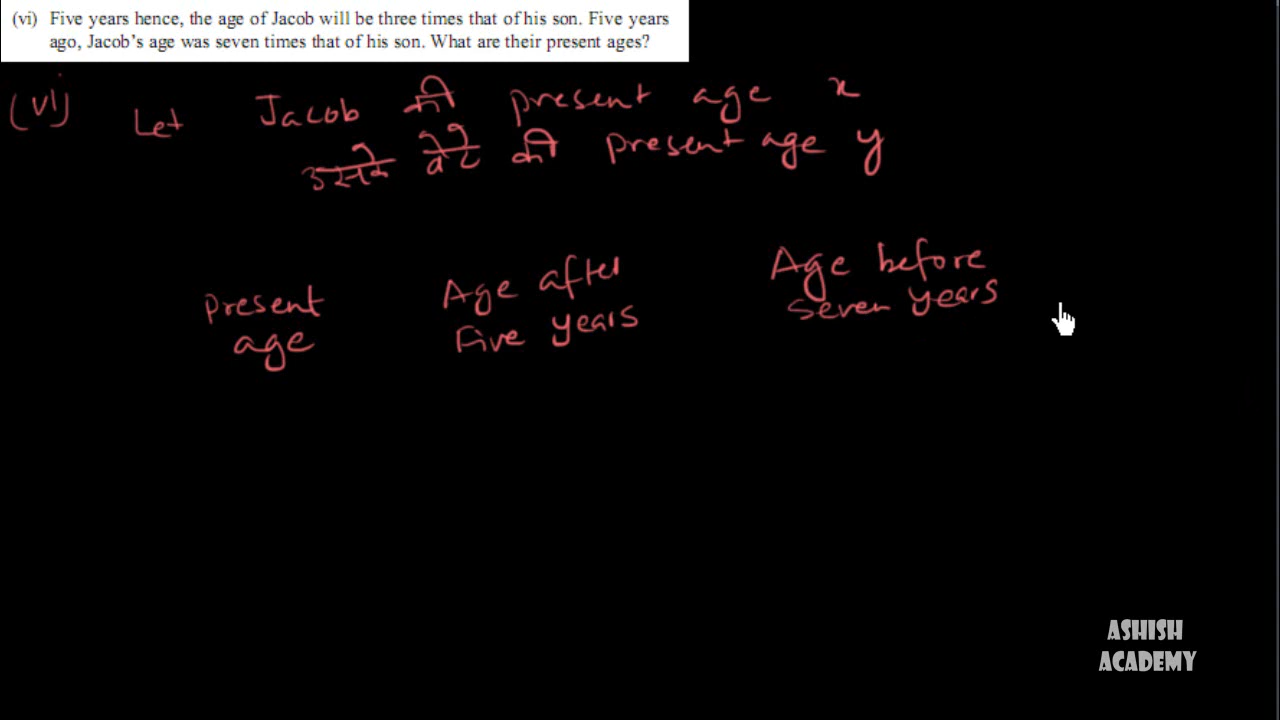 (vi) Five years hence, the age of Jacob will be three times that of his son. Five years
ago, Jacob's age was seven times that of his son. What are their present ages?
(vi) Let Jacob की present age x
उसके बेटे की present age y
Present age
Age after Five years
Age before Seven years
ASHISH
ACADEMY